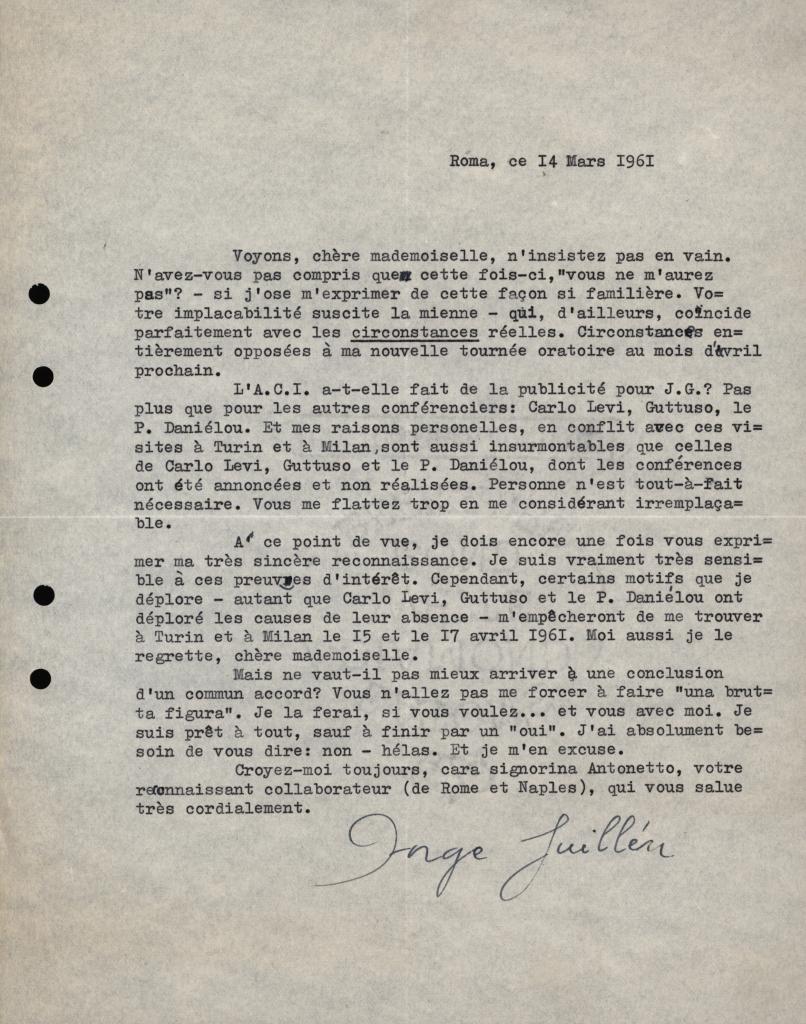 Roma, ce I4 Mars I96I
Voyons, chère mademoiselle, n'insistez pas en vain.
N'avez-vous pas compris que cette fois-ci,"vous ne m'aurez
pas"? - si j'ose m'exprimer de cette façon si familière. Vo=
tre implacabilité suscite la mienne - qui, d'ailleurs, coïncide
parfaitement avec les circonstances réelles. Circonstances en=
tièrement opposées à ma nouvelle tournée oratoire au mois d'avril
prochain.
L'A.C.I. a-t-elle fait de la publicité pour J.G.? Pas
plus que pour les autres conférenciers: Carlo Levi, Guttuso, le
P. Daniélou. Et mes raisons personelles, en conflit avec ces vi=
sites à Turin et à Milan,sont aussi insurmontables que celles
de Carlo Levi, Guttuso et le P. Daniélou, dont les conférences
ont été annoncées et non réalisées. Personne n'est tout-à-fait
nécessaire. Vous me flattez trop en me considérant irremplaça=
ble.
A' ce point de vue, je dois encore une fois vous expri=
mer ma très sincère reconnaissance. Je suis vraiment très sensi=
ble à ces preuves d'intérêt. Cependant, certains motifs que je
déplore - autant que Carlo Levi, Guttuso et le P. Daniélou ont
déploré les causes de leur absence - m'empêcheront de me trouver
à Turin et à Milan le I5 et le I7 avril I96I. Moi aussi je le
regrette, chère mademoiselle.
Mais ne vaut-il pas mieux arriver à une conclusion
d'un commun accord? Vous n'allez pas me forcer à faire "una brut=
ta figura". Je la ferai, si vous voulez... et vous avec moi. Je
suis prêt à tout, sauf à finir par un "oui". J'ai absolument be=
soin de vous dire: non - hélas. Et je m'en excuse.
Croyez-moi toujours, cara signorina Antonetto, votre
reconnaissant collaborateur (de Rome et Naples), qui vous salue
très cordialement.
Jorge Guillén